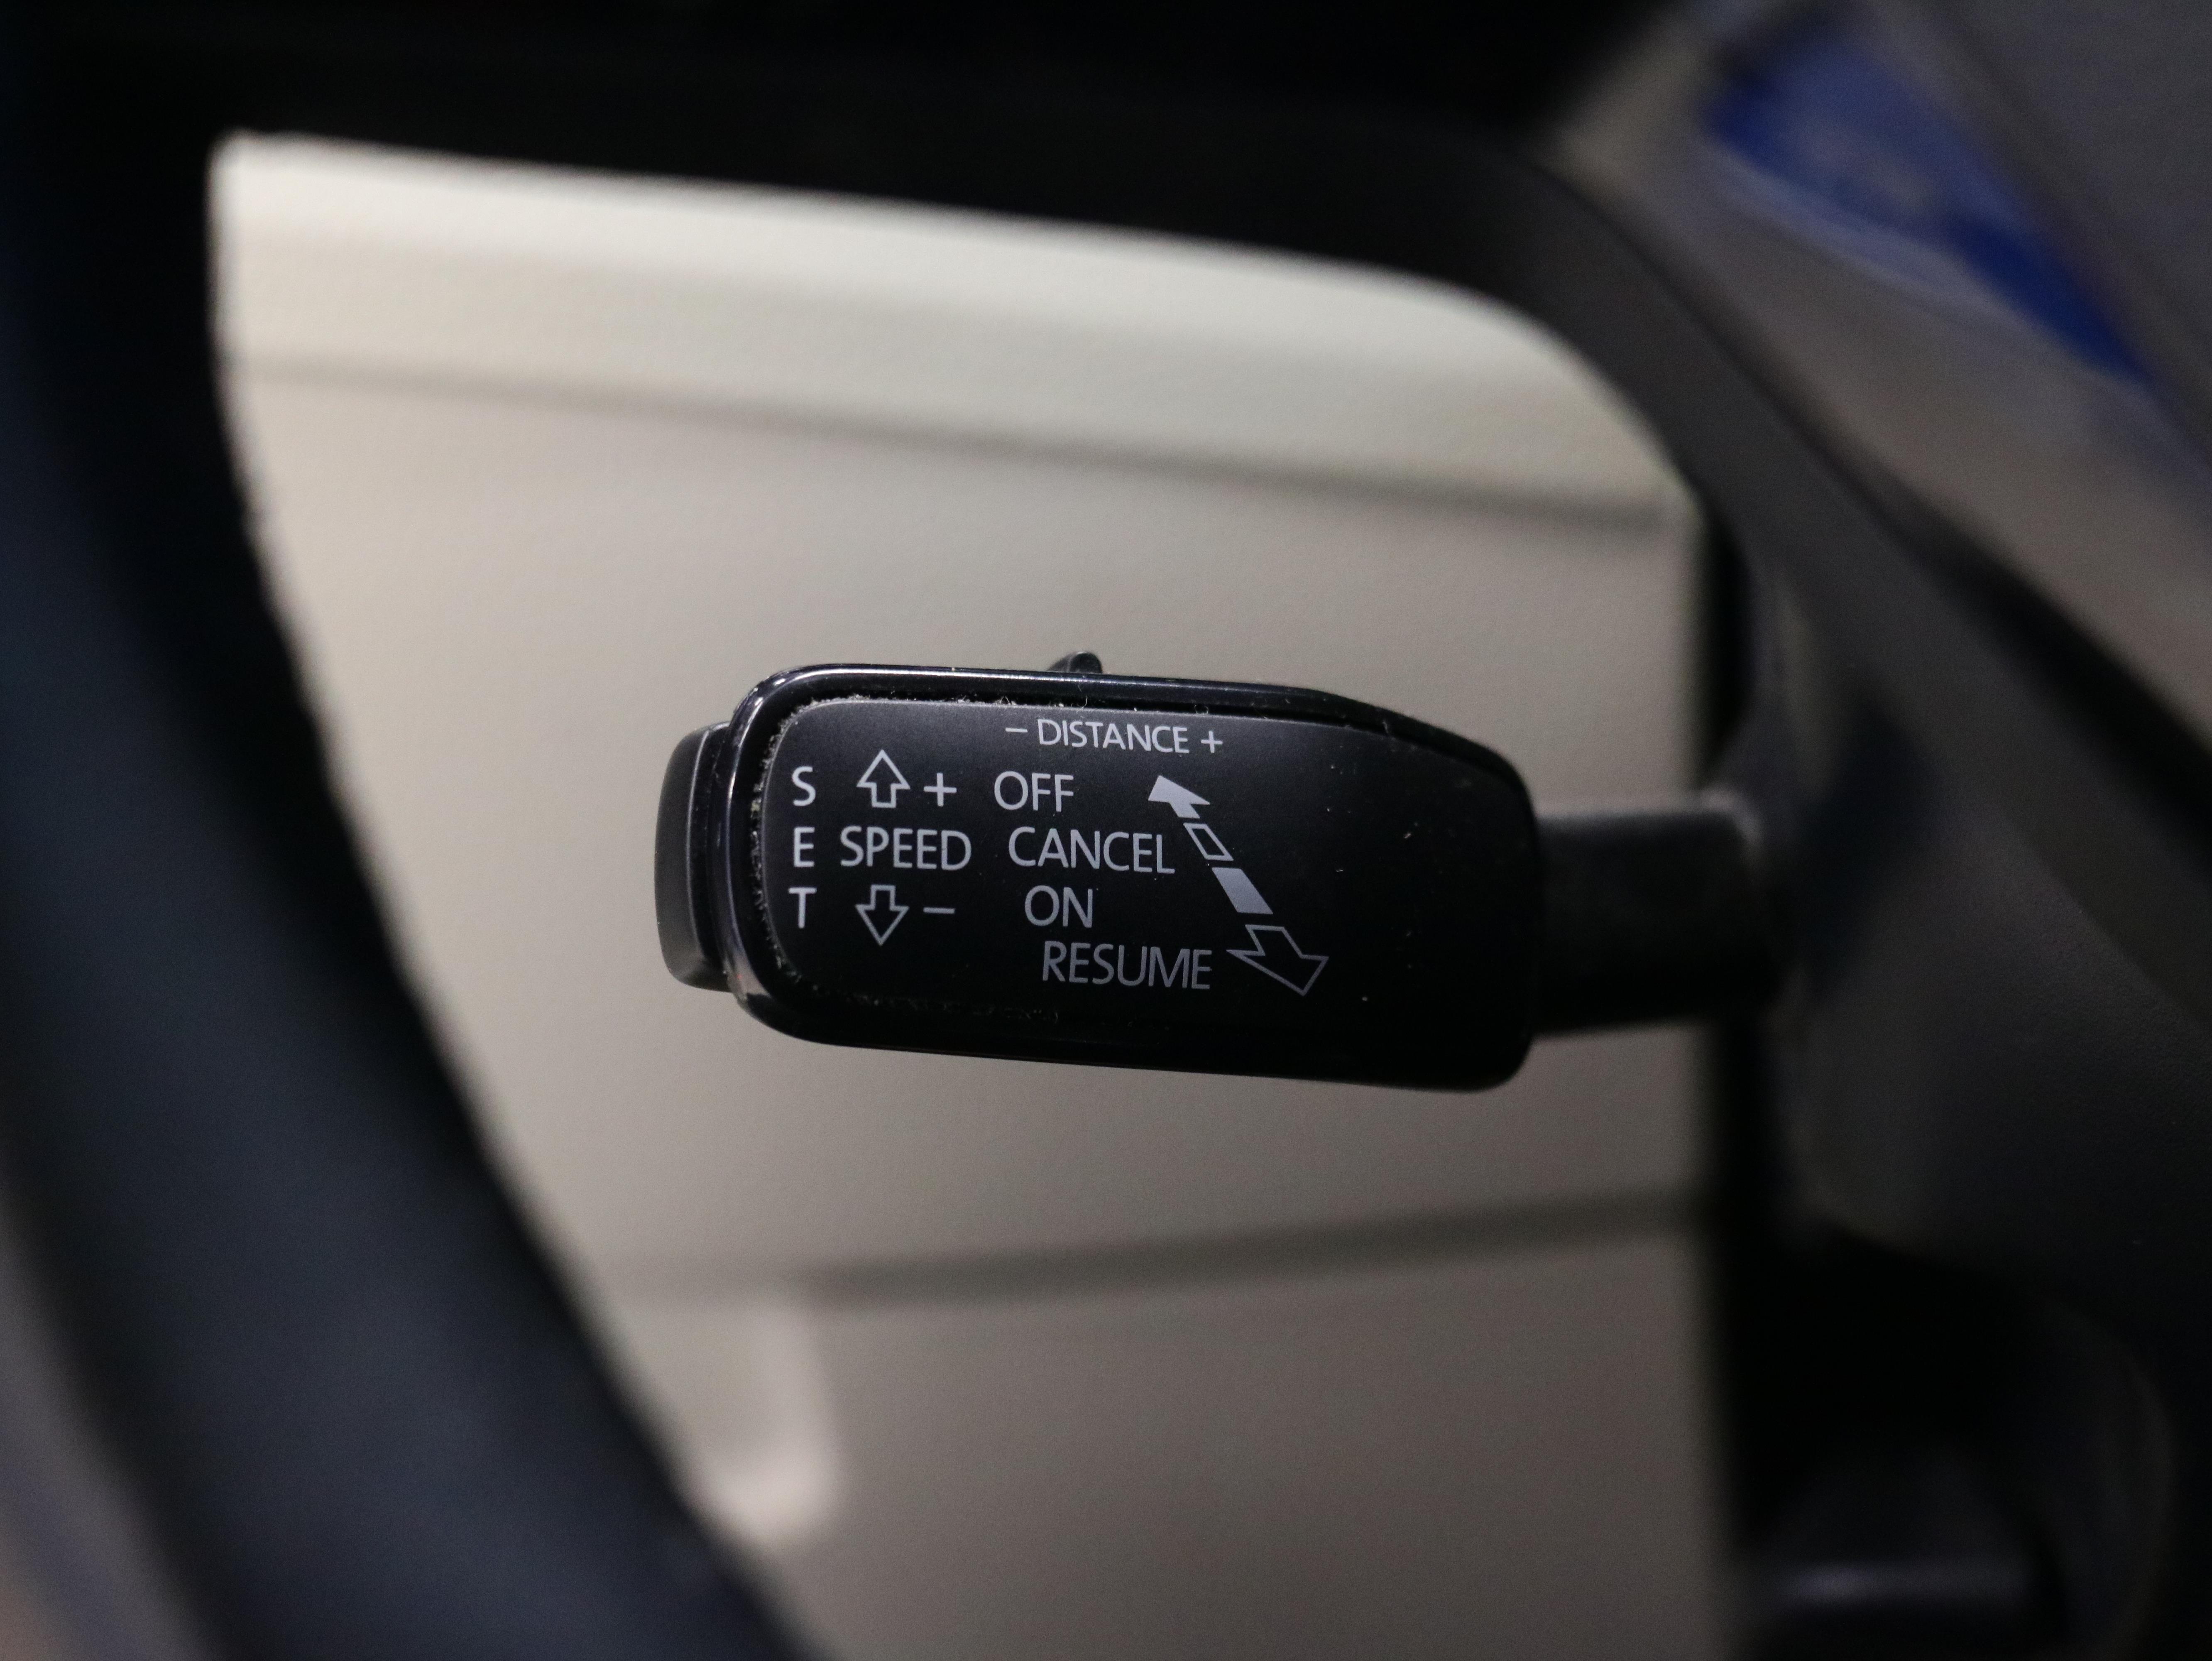 – DISTANCE +
S + OFF
E SPEED CANCEL
T – ON
RESUME